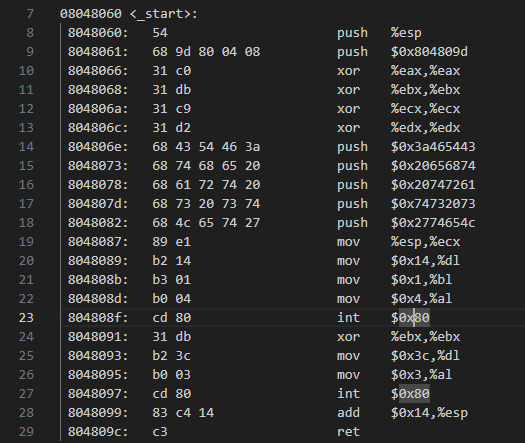 7 08048060 <_start>:
8 8048060: 54 push %esp
9 8048061: 68 9d 80 04 08 push $0x804809d
10 8048066: 31 c0 xor %eax,%eax
11 8048068: 31 db xor %ebx,%ebx
12 804806a: 31 c9 xor %ecx,%ecx
13 804806c: 31 d2 xor %edx,%edx
14 804806e: 68 43 54 46 3a push $0x3a465443
15 8048073: 68 74 68 65 20 push $0x20656874
16 8048078: 68 61 72 74 20 push $0x20747261
17 804807d: 68 73 20 73 74 push $0x74732073
18 8048082: 68 4c 65 74 27 push $0x2774654c
19 8048087: 89 e1 mov %esp,%ecx
20 8048089: b2 14 mov $0x14,%dl
21 804808b: b3 01 mov $0x1,%bl
22 804808d: b0 04 mov $0x4,%al
23 804808f: cd 80 int $0x80
24 8048091: 31 db xor %ebx,%ebx
25 8048093: b2 3c mov $0x3c,%dl
26 8048095: b0 03 mov $0x3,%al
27 8048097: cd 80 int $0x80
28 8048099: 83 c4 14 add $0x14,%esp
29 804809c: c3 ret